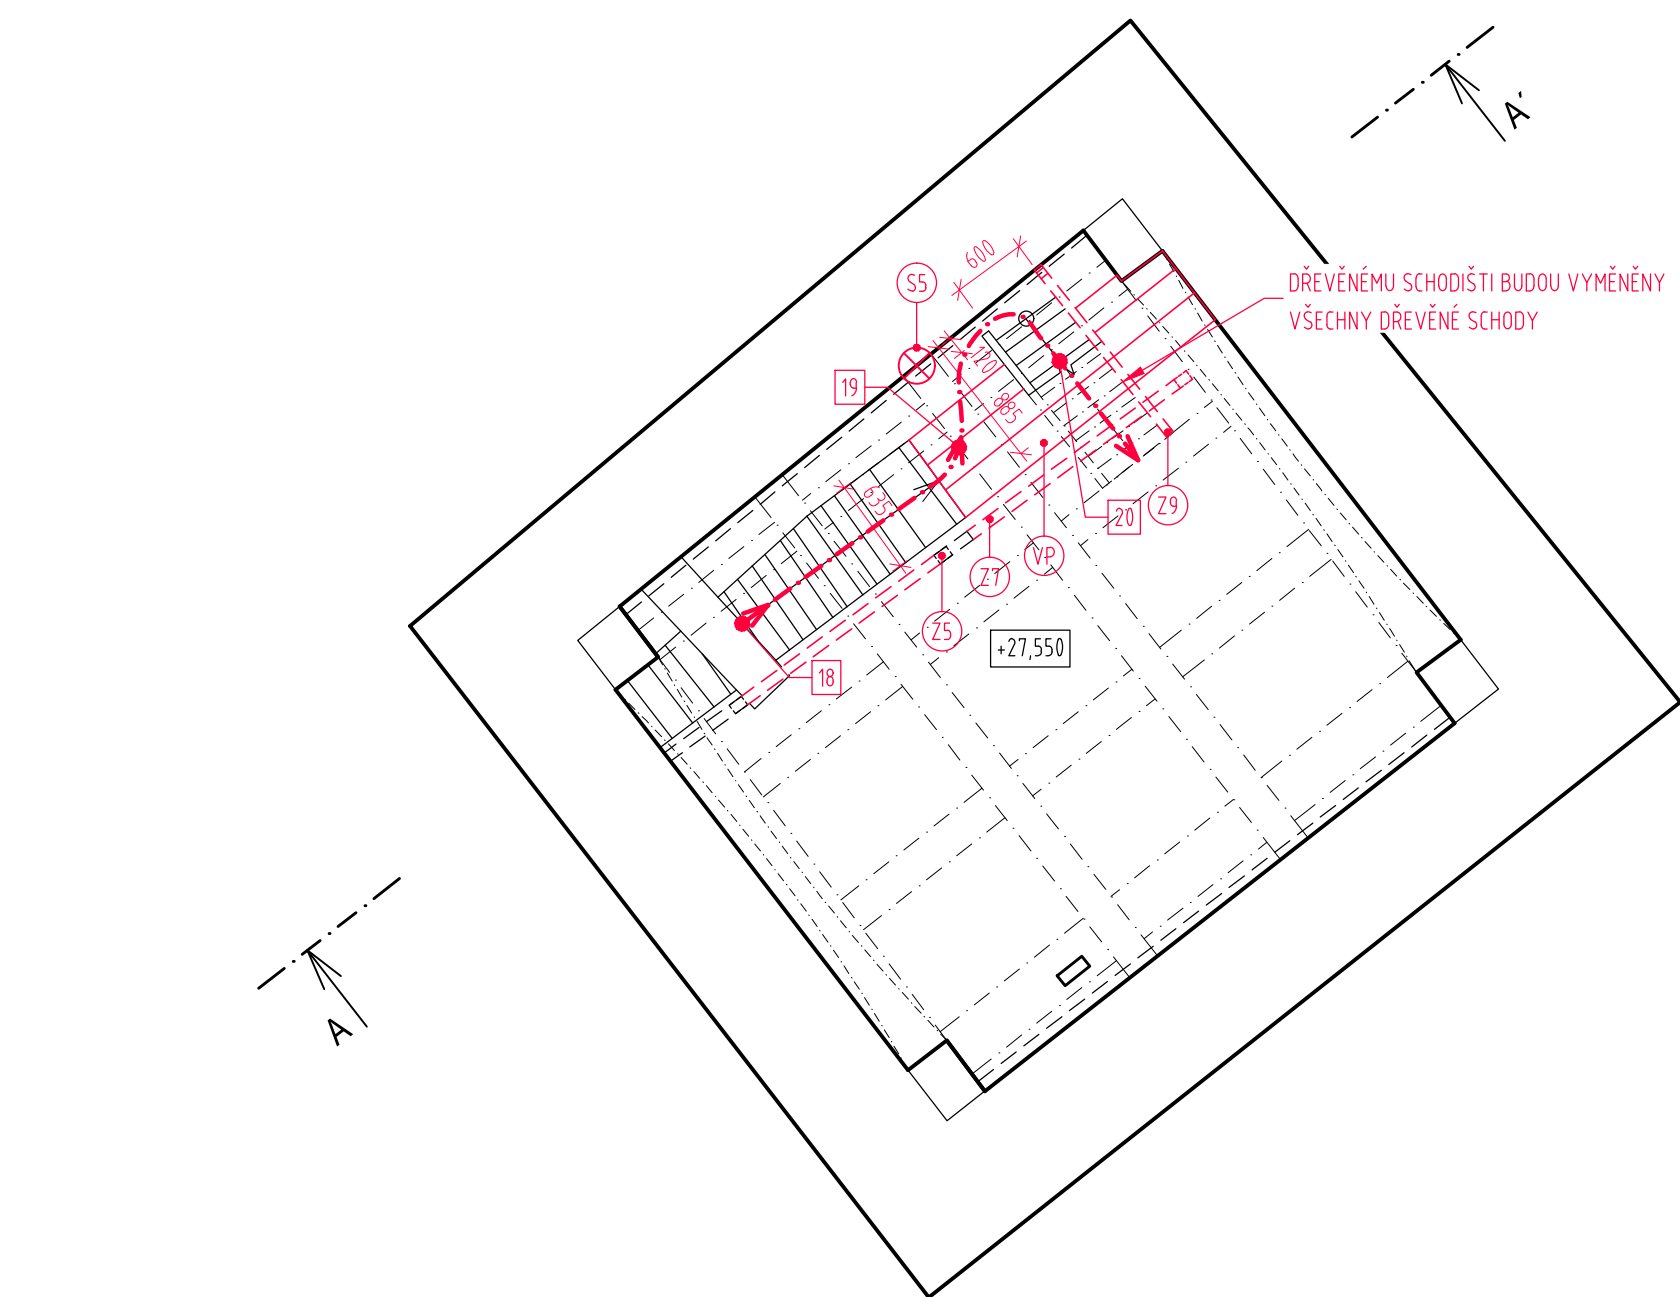 A'
600
S5
DŘEVĚNÉMU SCHODIŠTI BUDOU VYMĚNĚNY
VŠECHNY DŘEVĚNÉ SCHODY
120
19
885
635
Z9
20
VP
Z7
Z5
+27,550
18
A